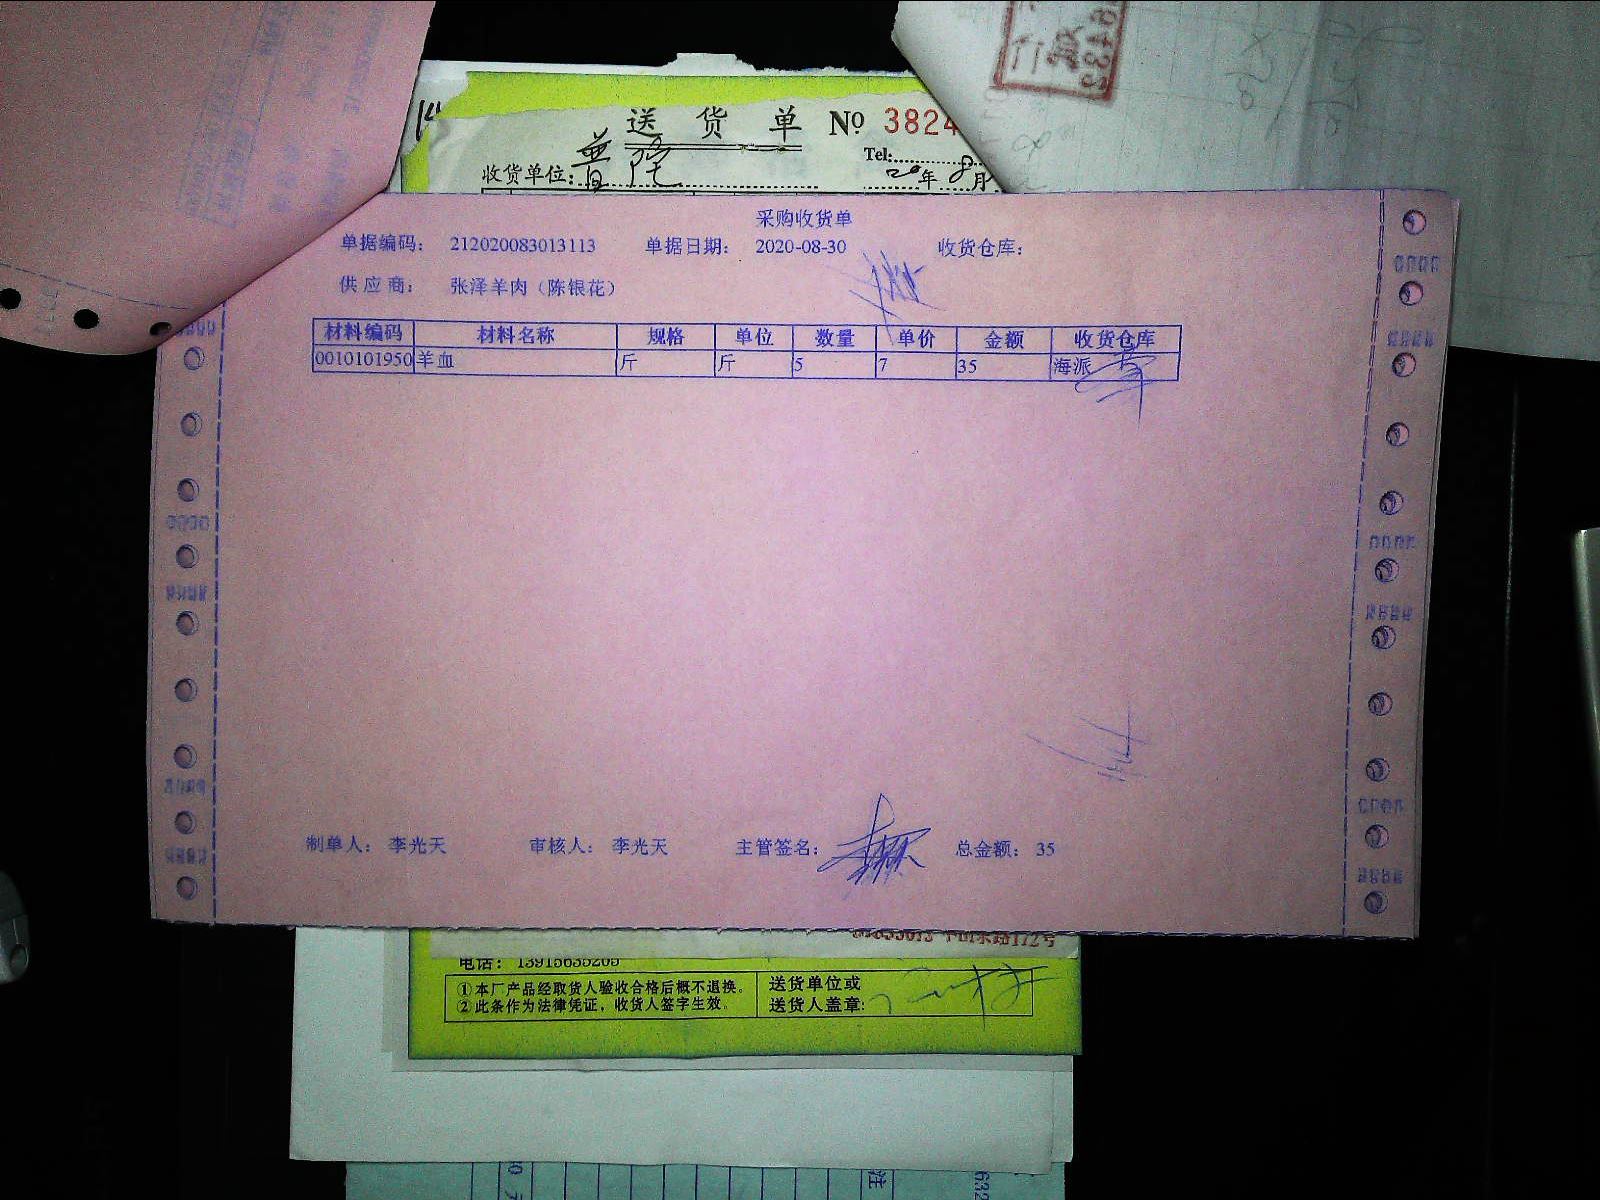 送 货 单 Nº 3824
Tel:
收货单位: 普陀 20年 8月
采购收货单
单据编码： 212020083013113 单据日期： 2020-08-30 收货仓库：
供 应 商： 张泽羊肉（陈银花）
材料编码 材料名称 规格 单位 数量 单价 金额 收货仓库
0010101950 羊血 斤 斤 5 7 35 海派
制单人： 李光天 审核人： 李光天 主管签名： 总金额： 35
电话： 13915635205
①本厂产品经取货人验收合格后概不退换。
②此条作为法律凭证，收货人签字生效。
送货单位或
送货人盖章: